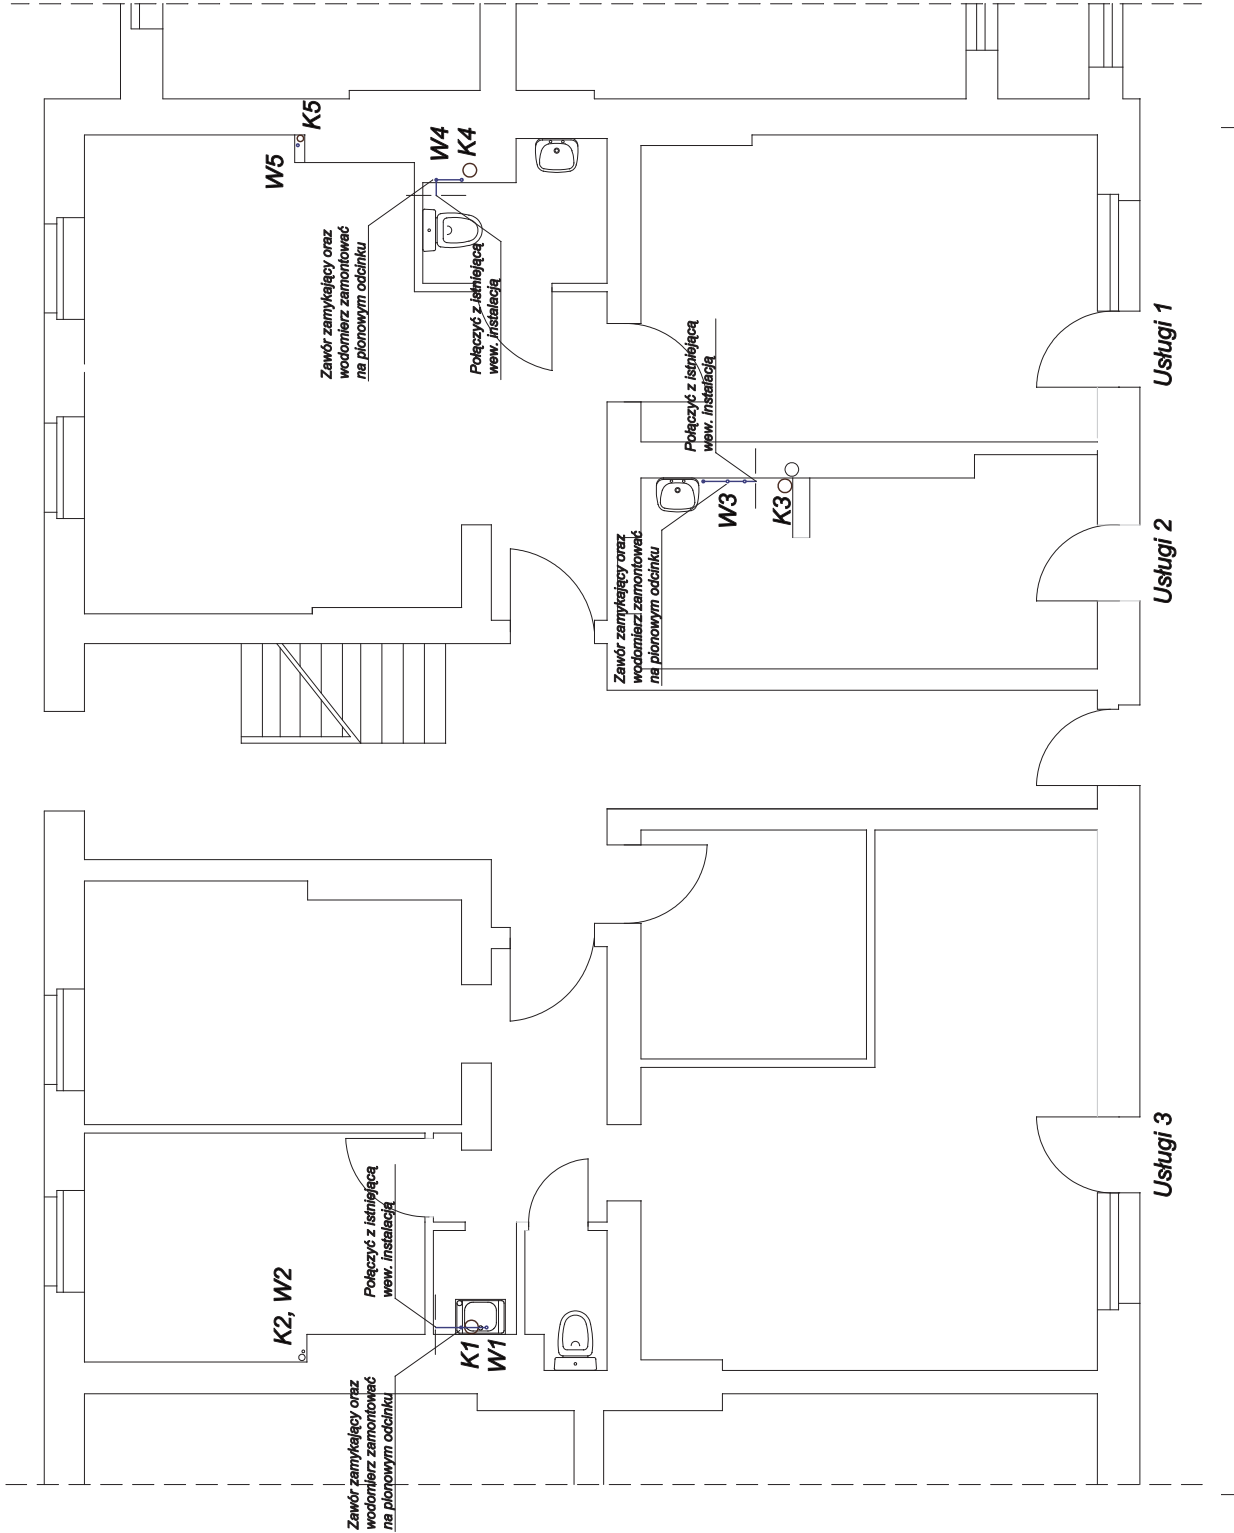 K5
W5
W4
K4
Zawór zamykający oraz
wodomierz zamontować
na pionowym odcinku
Połączyć z istniejącą
wew. instalacją
Usługi 1
Połączyć z istniejącą
wew. instalacją
W3
K3
Zawór zamykający oraz
wodomierz zamontować
na pionowym odcinku
Usługi 2
Usługi 3
Połączyć z istniejącą
wew. instalacją
K2, W2
K1
W1
Zawór zamykający oraz
wodomierz zamontować
na pionowym odcinku